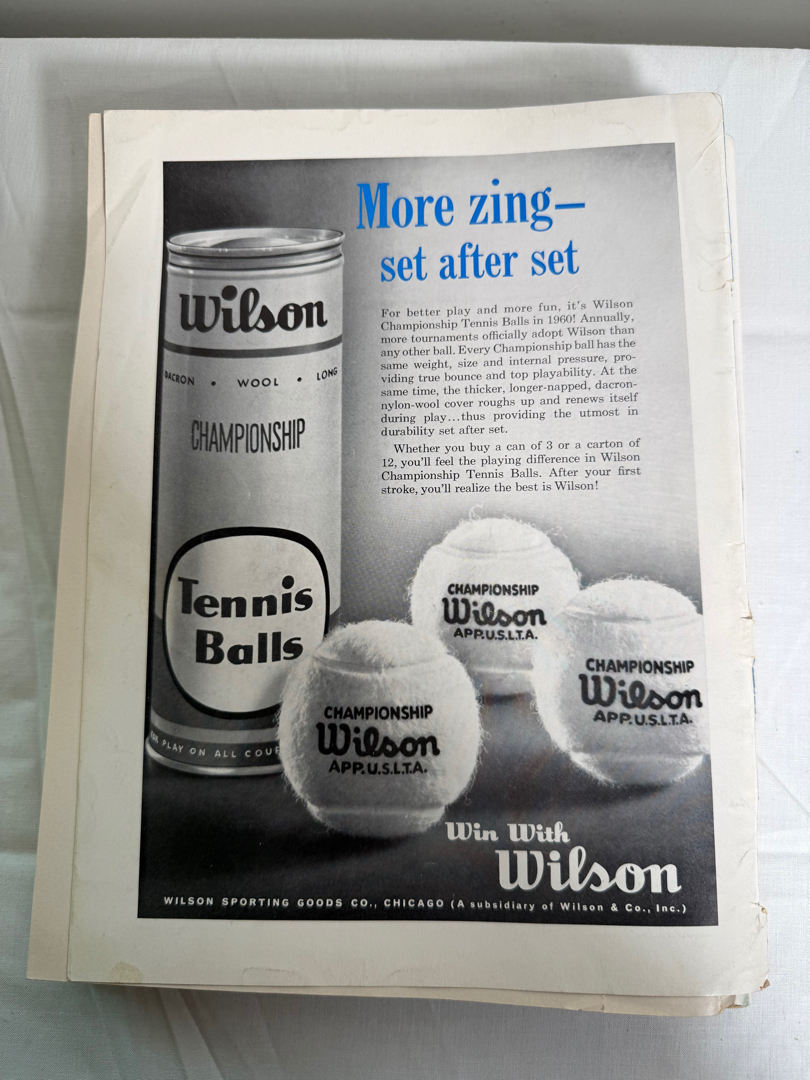 More zing—
set after set
For better play and more fun, it's Wilson
Championship Tennis Balls in 1960! Annually,
more tournaments officially adopt Wilson than
any other ball. Every Championship ball has the
same weight, size and internal pressure, pro-
viding true bounce and top playability. At the
same time, the thicker, longer-napped, dacron-
nylon-wool cover roughs up and renews itself
during play...thus providing the utmost in
durability set after set.
Whether you buy a can of 3 or a carton of
12, you'll feel the playing difference in Wilson
Championship Tennis Balls. After your first
stroke, you'll realize the best is Wilson!
Wilson
DACRON • WOOL • LONG
CHAMPIONSHIP
Tennis
Balls
PLAY ON ALL
CHAMPIONSHIP
Wilson
APP.U.S.L.T.A.
CHAMPIONSHIP
Wilson
APP.U.S.L.T.A.
CHAMPIONSHIP
Wilson
APP.U.S.L.T.A.
Win With
Wilson
WILSON SPORTING GOODS CO., CHICAGO (A subsidiary of Wilson & Co., Inc.)